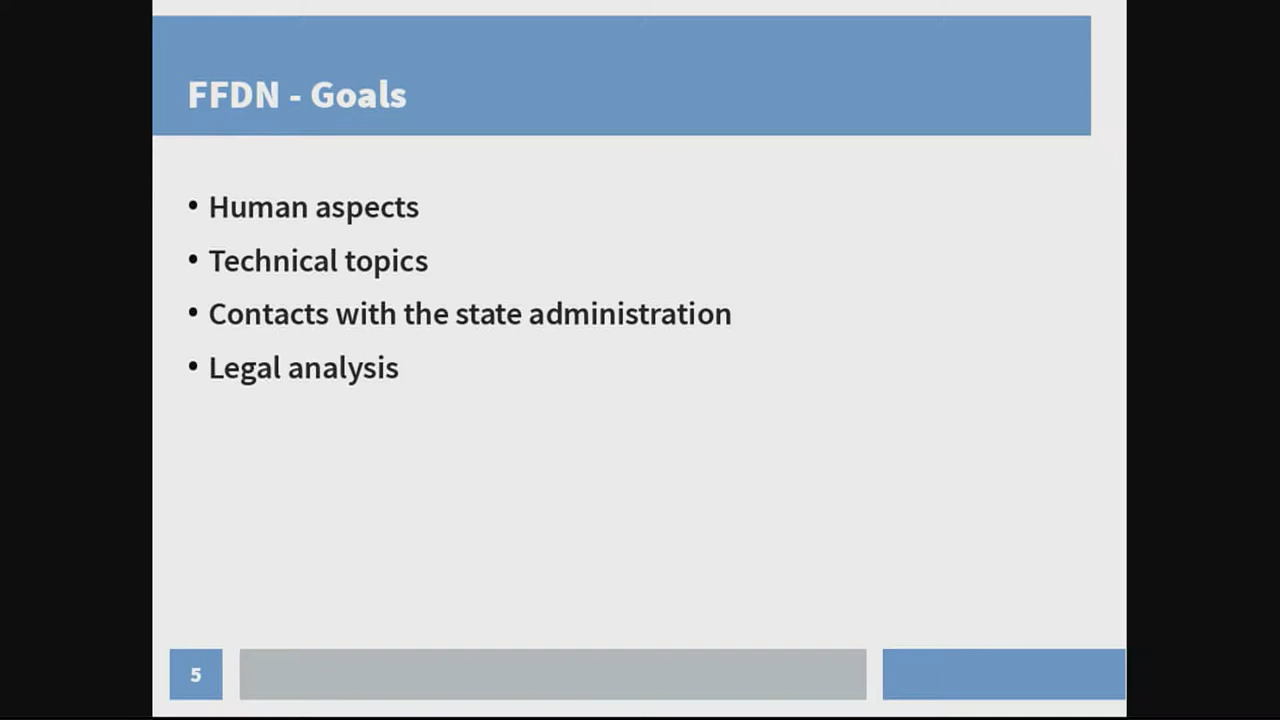 FFDN - Goals
• Human aspects
• Technical topics
• Contacts with the state administration
• Legal analysis
5